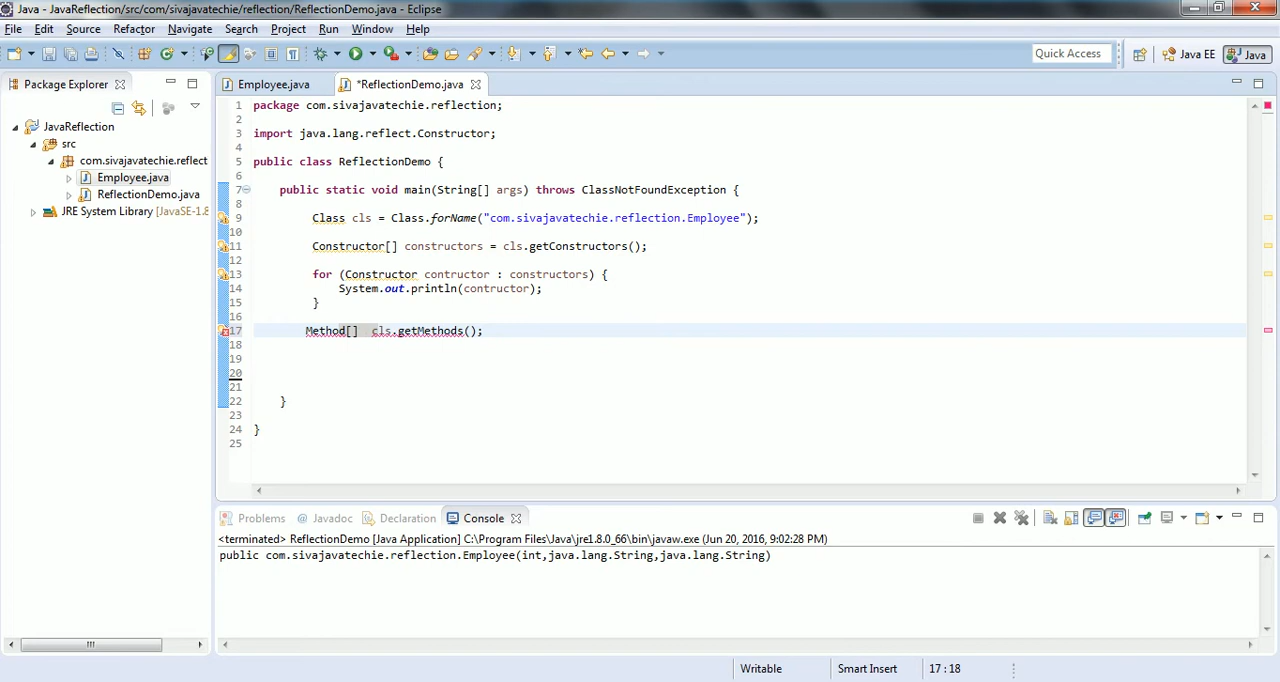 Java - JavaReflection/src/com/sivajavatechie/reflection/ReflectionDemo.java - Eclipse
File Edit Source Refactor Navigate Search Project Run Window Help
Quick Access Java EE Java
Package Explorer
JavaReflection
src
com.sivajavatechie.reflect
Employee.java
ReflectionDemo.java
JRE System Library [JavaSE-1.8
Employee.java *ReflectionDemo.java
1 package com.sivajavatechie.reflection;
2
3 import java.lang.reflect.Constructor;
4
5 public class ReflectionDemo {
6
7 public static void main(String[] args) throws ClassNotFoundException {
8
9 Class cls = Class.forName("com.sivajavatechie.reflection.Employee");
10
11 Constructor[] constructors = cls.getConstructors();
12
13 for (Constructor contructor : constructors) {
14 System.out.println(contructor);
15 }
16
17 Method[] cls.getMethods();
18
19
20
21
22 }
23
24 }
25
Problems @ Javadoc Declaration Console
<terminated> ReflectionDemo [Java Application] C:\Program Files\Java\jre1.8.0_66\bin\javaw.exe (Jun 20, 2016, 9:02:28 PM)
public com.sivajavatechie.reflection.Employee(int,java.lang.String,java.lang.String)
Writable Smart Insert 17 : 18